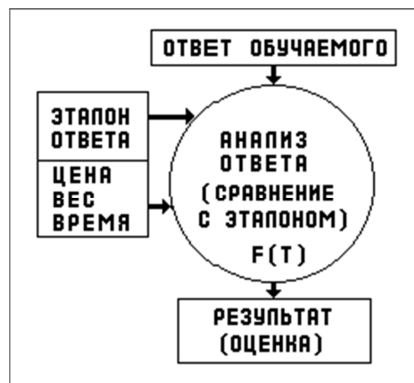 ОТВЕТ ОБУЧАЕМОГО
ЭТАЛОН
ОТВЕТА
ЦЕНА
ВЕС
ВРЕМЯ
АНАЛИЗ
ОТВЕТА
(СРАВНЕНИЕ
С ЭТАЛОНОМ)
F(T)
РЕЗУЛЬТАТ
(ОЦЕНКА)